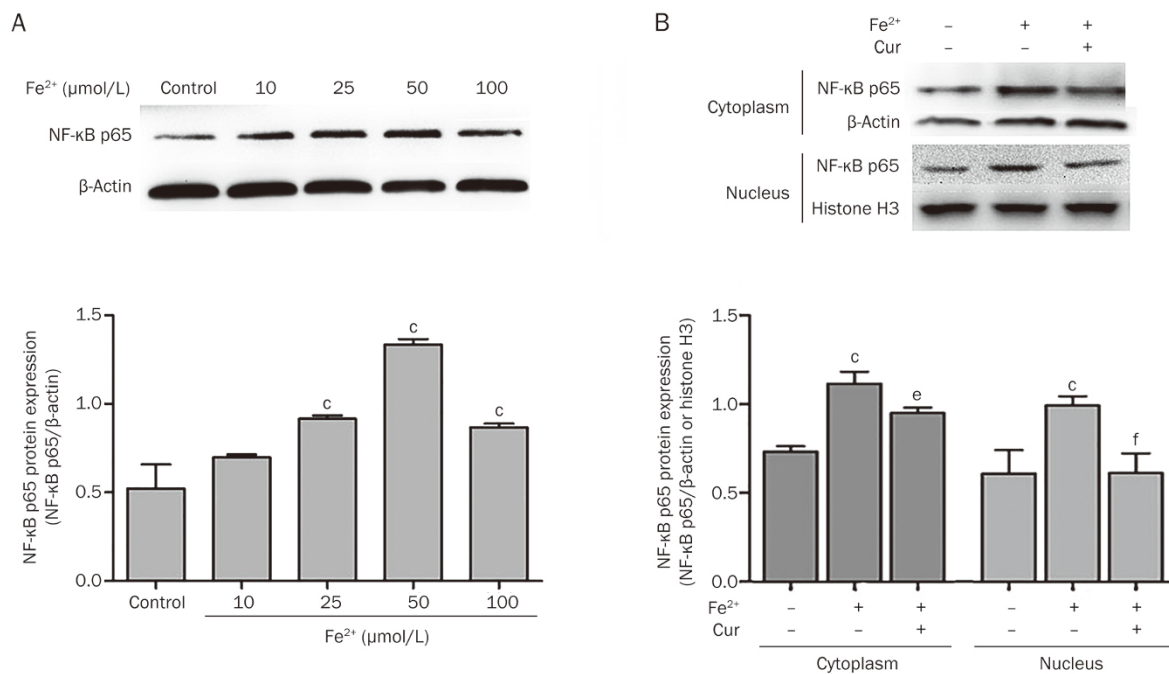 A
Fe²⁺ (μmol/L) Control 10 25 50 100
NF-κB p65
β-Actin
NF-κB p65 protein expression
(NF-κB p65/β-actin)
1.5
1.0
0.5
0.0
c
c
c
Control 10 25 50 100
Fe²⁺ (μmol/L)
B
Fe²⁺ – + +
Cur – – +
Cytoplasm
NF-κB p65
β-Actin
Nucleus
NF-κB p65
Histone H3
NF-κB p65 protein expression
(NF-κB p65/β-actin or histone H3)
1.5
1.0
0.5
0.0
c
e
c
f
Fe²⁺ – + + – + +
Cur – – + – – +
Cytoplasm Nucleus